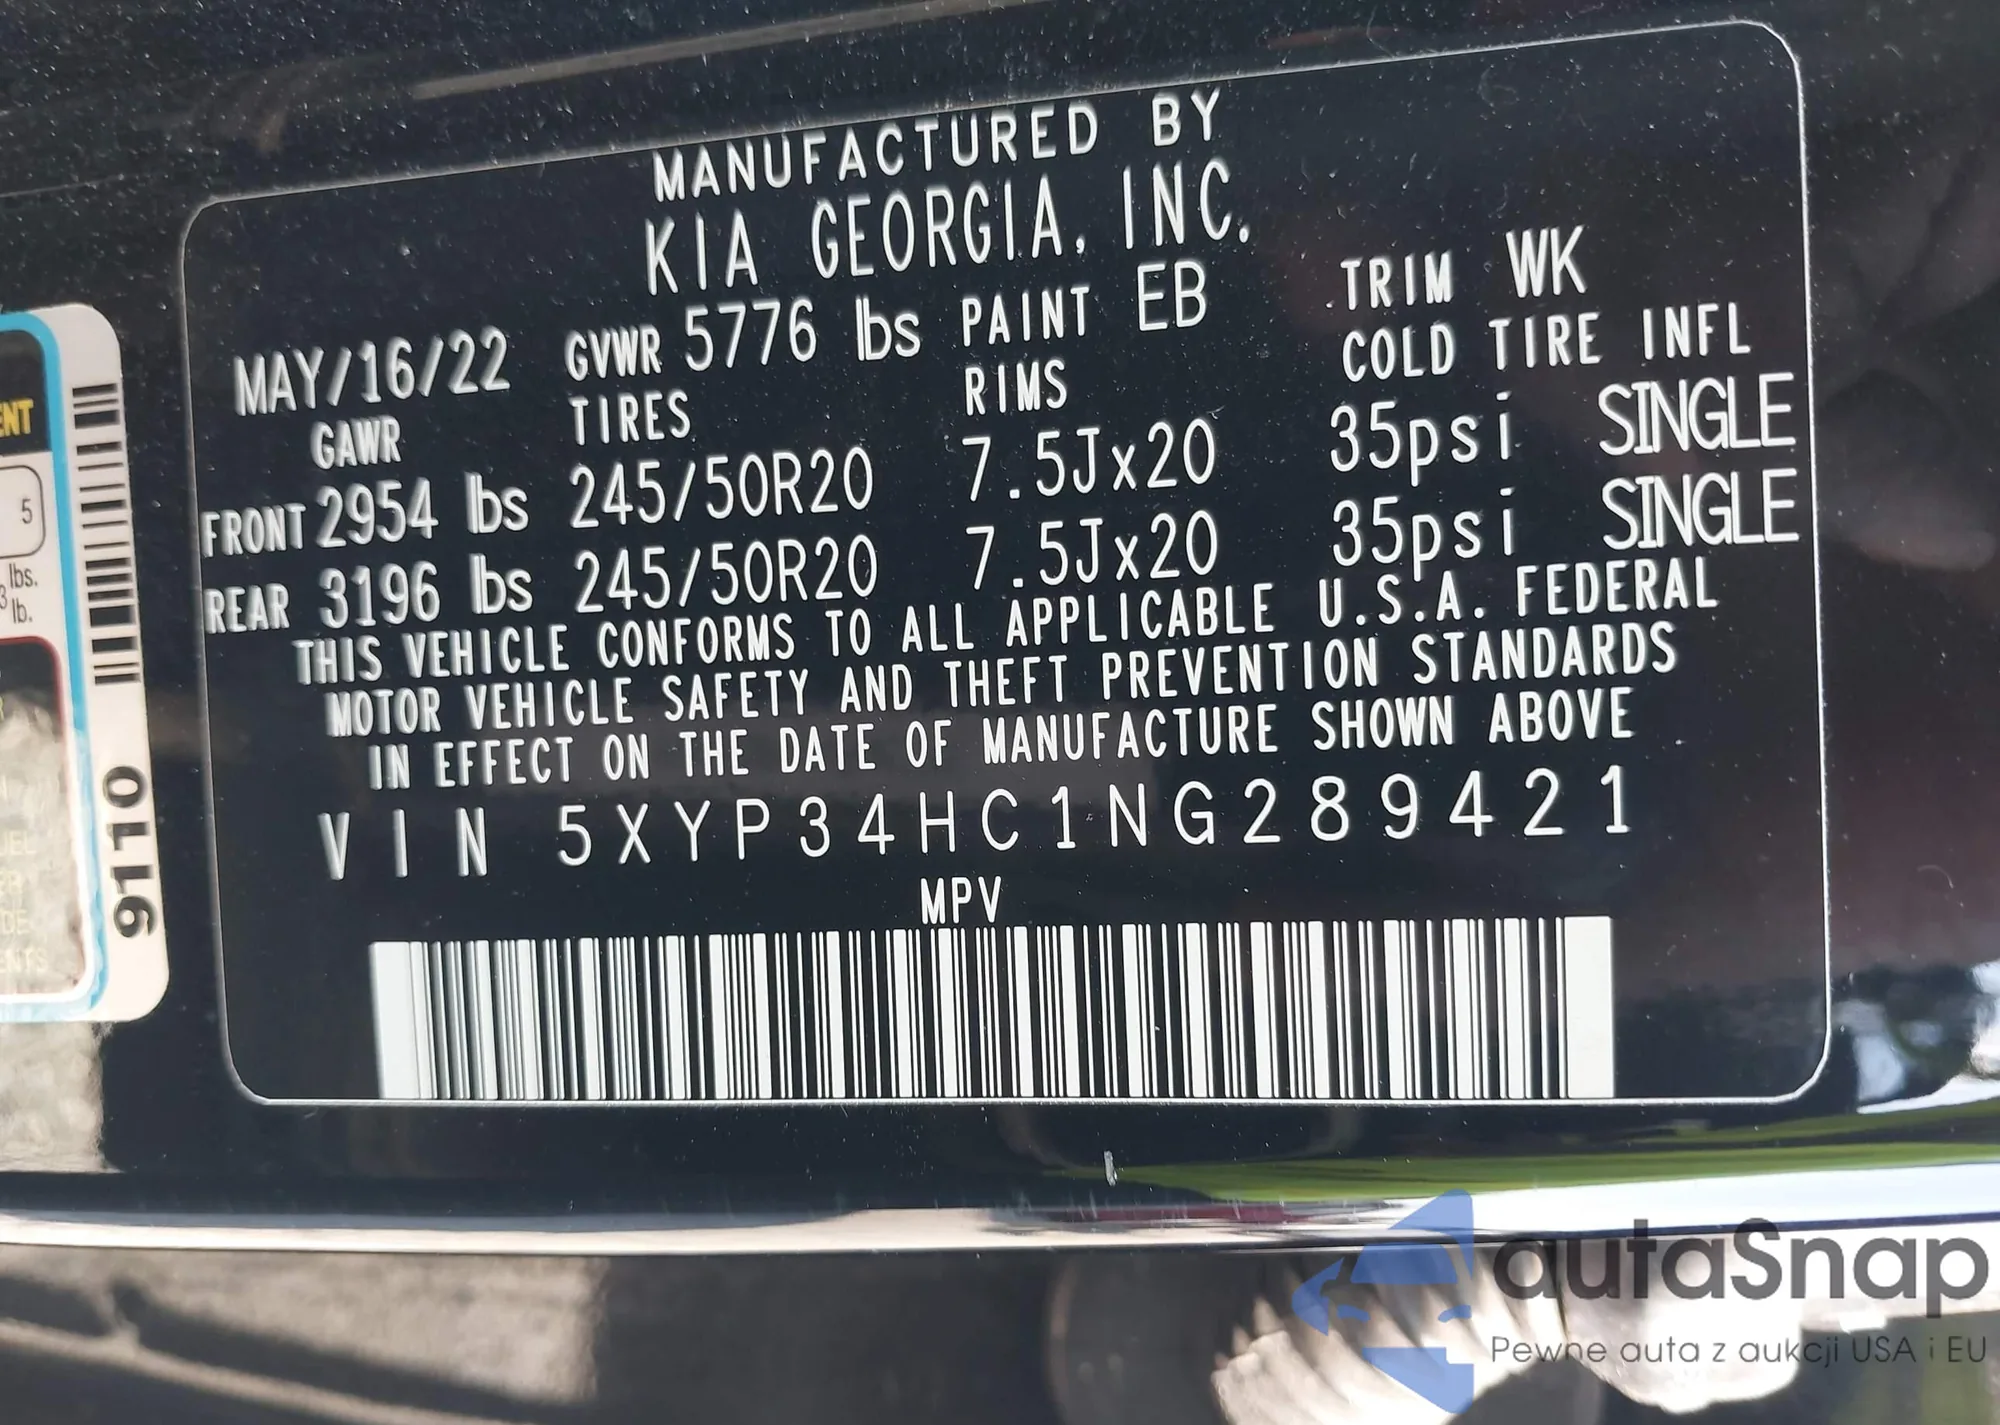 MANUFACTURED BY
KIA GEORGIA, INC.
MAY/16/22 GVWR 5776 lbs PAINT EB TRIM WK
GAWR TIRES RIMS COLD TIRE INFL
FRONT 2954 lbs 245/50R20 7.5Jx20 35psi SINGLE
REAR 3196 lbs 245/50R20 7.5Jx20 35psi SINGLE
THIS VEHICLE CONFORMS TO ALL APPLICABLE U.S.A. FEDERAL
MOTOR VEHICLE SAFETY AND THEFT PREVENTION STANDARDS
IN EFFECT ON THE DATE OF MANUFACTURE SHOWN ABOVE
VIN 5XYP34HC1NG289421
MPV
5
lbs.
lb.
9110
autaSnap
Pewne auta z aukcji USA i EU